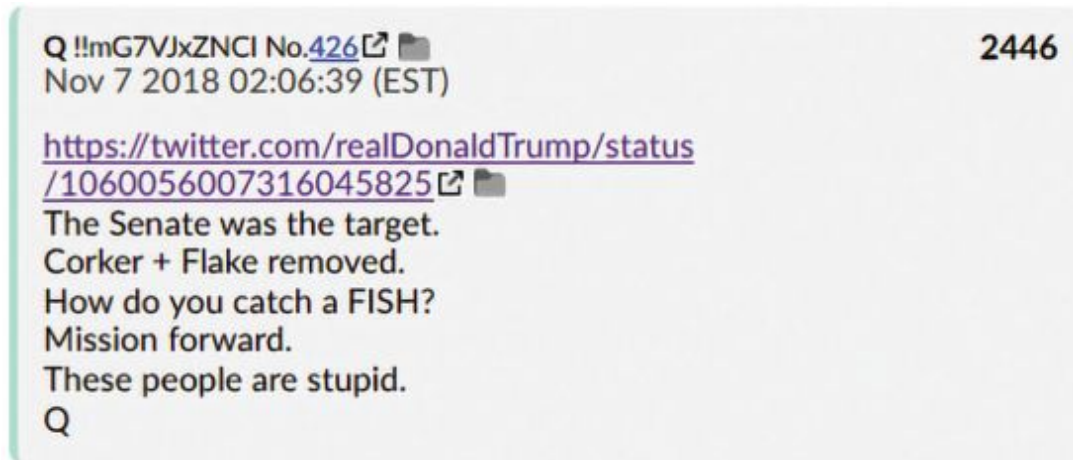 Q !!mG7VJxZNCI No.426 2446
Nov 7 2018 02:06:39 (EST)
https://twitter.com/realDonaldTrump/status
/1060056007316045825
The Senate was the target.
Corker + Flake removed.
How do you catch a FISH?
Mission forward.
These people are stupid.
Q